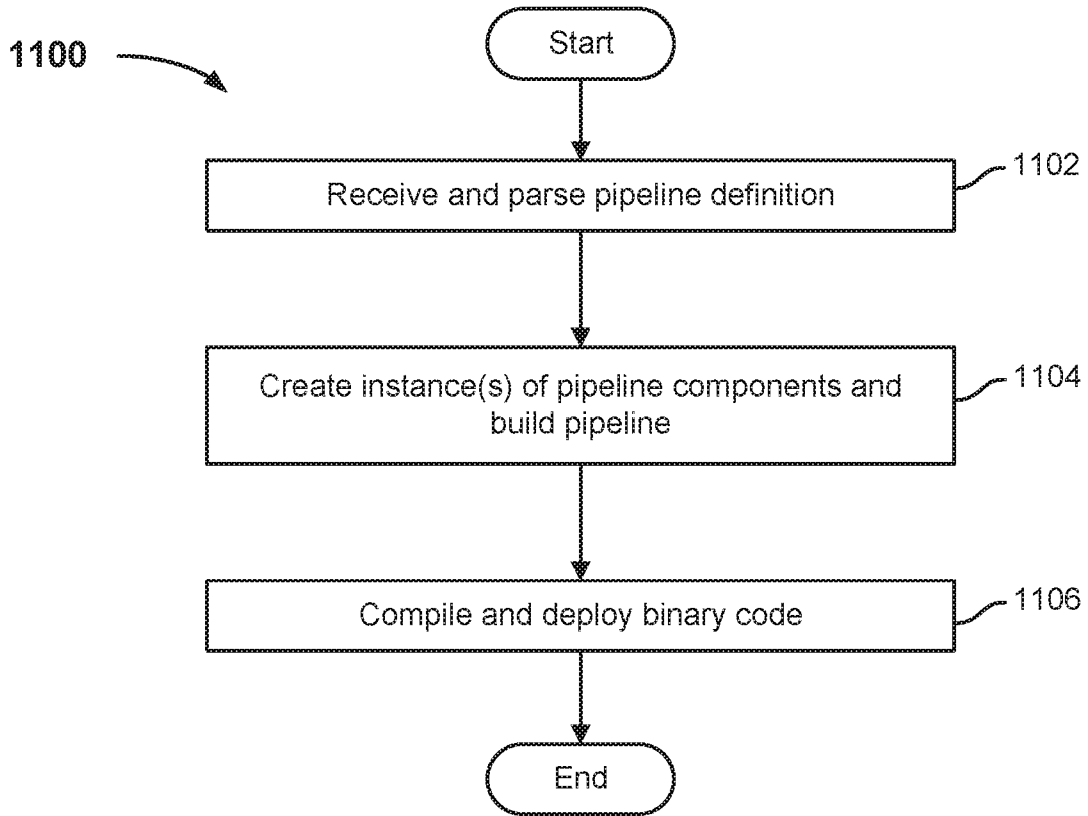 1100
Start
Receive and parse pipeline definition
1102
Create instance(s) of pipeline components and
build pipeline
1104
Compile and deploy binary code
1106
End